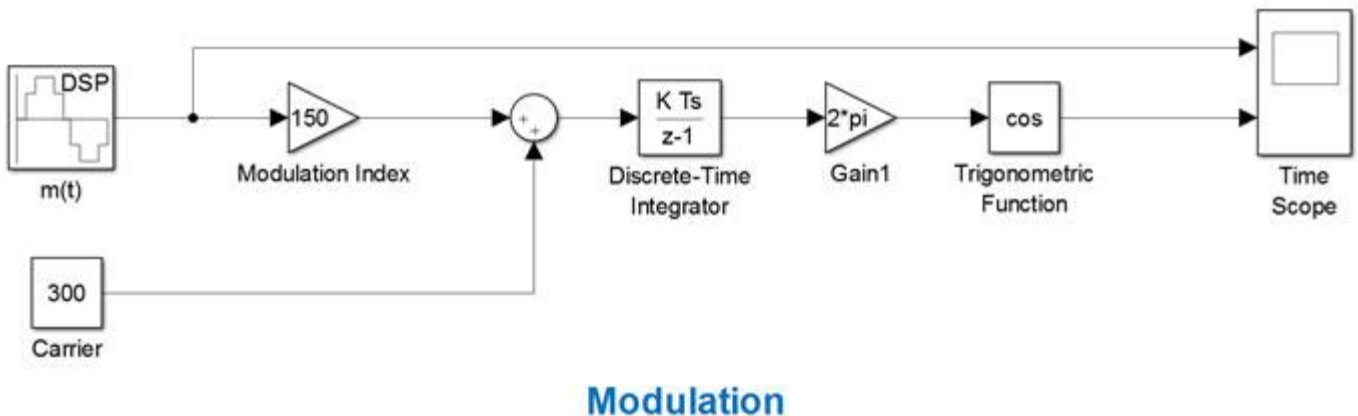 DSP
m(t)
150
Modulation Index
+
+
K Ts
z-1
Discrete-Time
Integrator
2*pi
Gain1
cos
Trigonometric
Function
Time
Scope
300
Carrier
Modulation